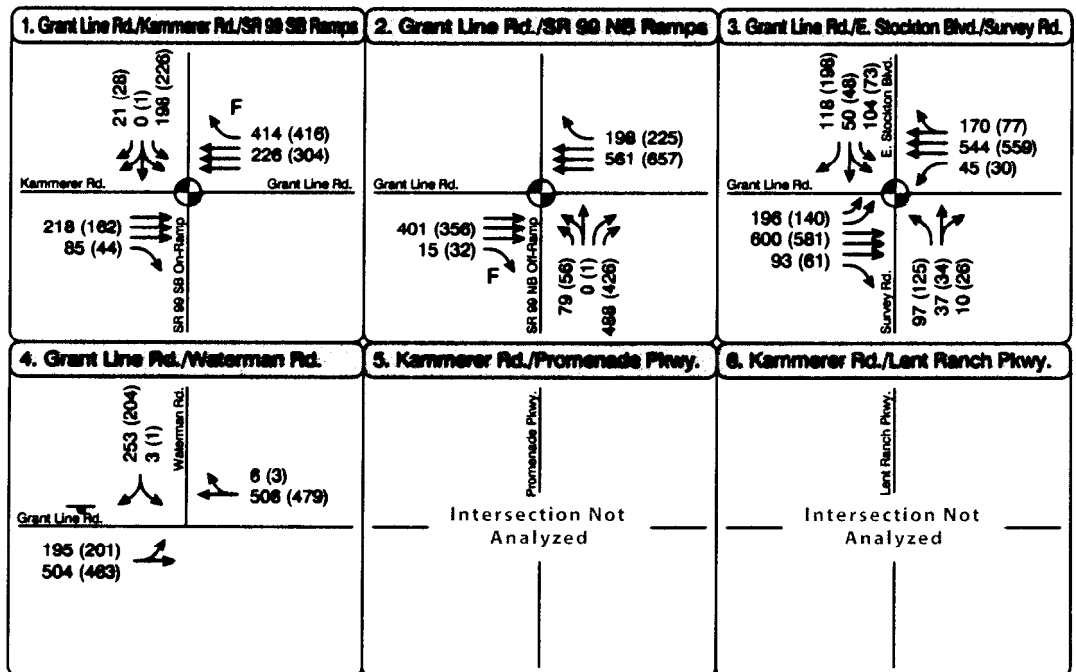 1. Grant Line Rd./Kammerer Rd./SR 99 SB Ramps
21 (28)
0 (1)
198 (226)
F
414 (416)
226 (304)
Kammerer Rd.
Grant Line Rd.
218 (162)
85 (44)
SR 99 SB On-Ramp
2. Grant Line Rd./SR 99 NB Ramps
198 (225)
561 (657)
Grant Line Rd.
401 (356)
15 (32)
F
SR 99 NB Off-Ramp
79 (56)
0 (1)
488 (426)
3. Grant Line Rd./E. Stockton Blvd./Survey Rd.
118 (198)
50 (48)
104 (73)
E. Stockton Blvd.
170 (77)
544 (559)
45 (30)
Grant Line Rd.
196 (140)
600 (581)
93 (61)
Survey Rd.
97 (125)
37 (34)
10 (26)
4. Grant Line Rd./Waterman Rd.
253 (204)
3 (1)
Waterman Rd.
6 (3)
506 (479)
Grant Line Rd.
195 (201)
504 (463)
5. Kammerer Rd./Promenade Pkwy.
Promenade Pkwy.
Intersection Not
Analyzed
6. Kammerer Rd./Lent Ranch Pkwy.
Lent Ranch Pkwy.
Intersection Not
Analyzed